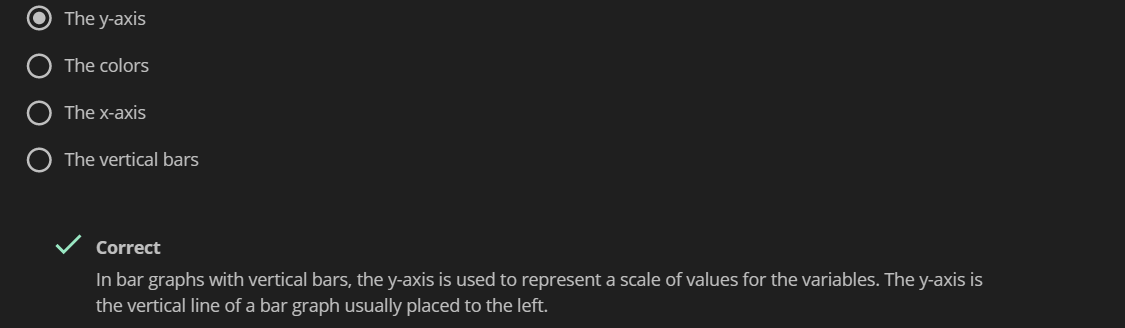 The y-axis
The colors
The x-axis
The vertical bars
Correct
In bar graphs with vertical bars, the y-axis is used to represent a scale of values for the variables. The y-axis is
the vertical line of a bar graph usually placed to the left.